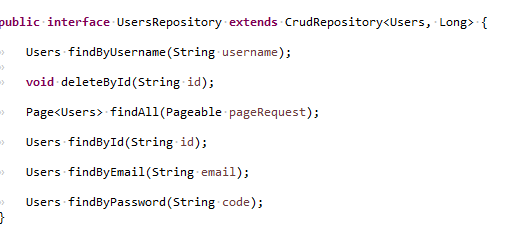 public interface UsersRepository extends CrudRepository<Users, Long> {
Users findByUsername(String username);
void deleteById(String id);
Page<Users> findAll(Pageable pageRequest);
Users findById(String id);
Users findByEmail(String email);
Users findByPassword(String code);
}